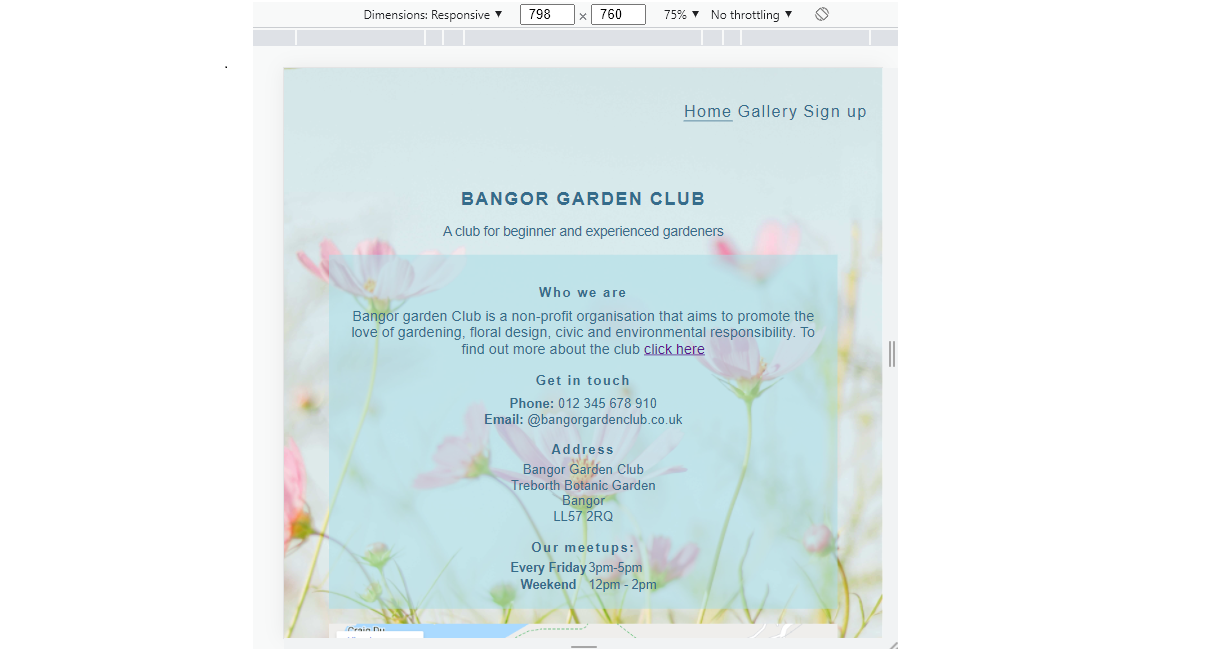 Dimensions: Responsive ▼ 798 × 760 75% ▼ No throttling ▼
.
Home Gallery Sign up
BANGOR GARDEN CLUB
A club for beginner and experienced gardeners
Who we are
Bangor garden Club is a non-profit organisation that aims to promote the
love of gardening, floral design, civic and environmental responsibility. To
find out more about the club click here
Get in touch
Phone: 012 345 678 910
Email: @bangorgardenclub.co.uk
Address
Bangor Garden Club
Treborth Botanic Garden
Bangor
LL57 2RQ
Our meetups:
Every Friday 3pm-5pm
Weekend 12pm - 2pm